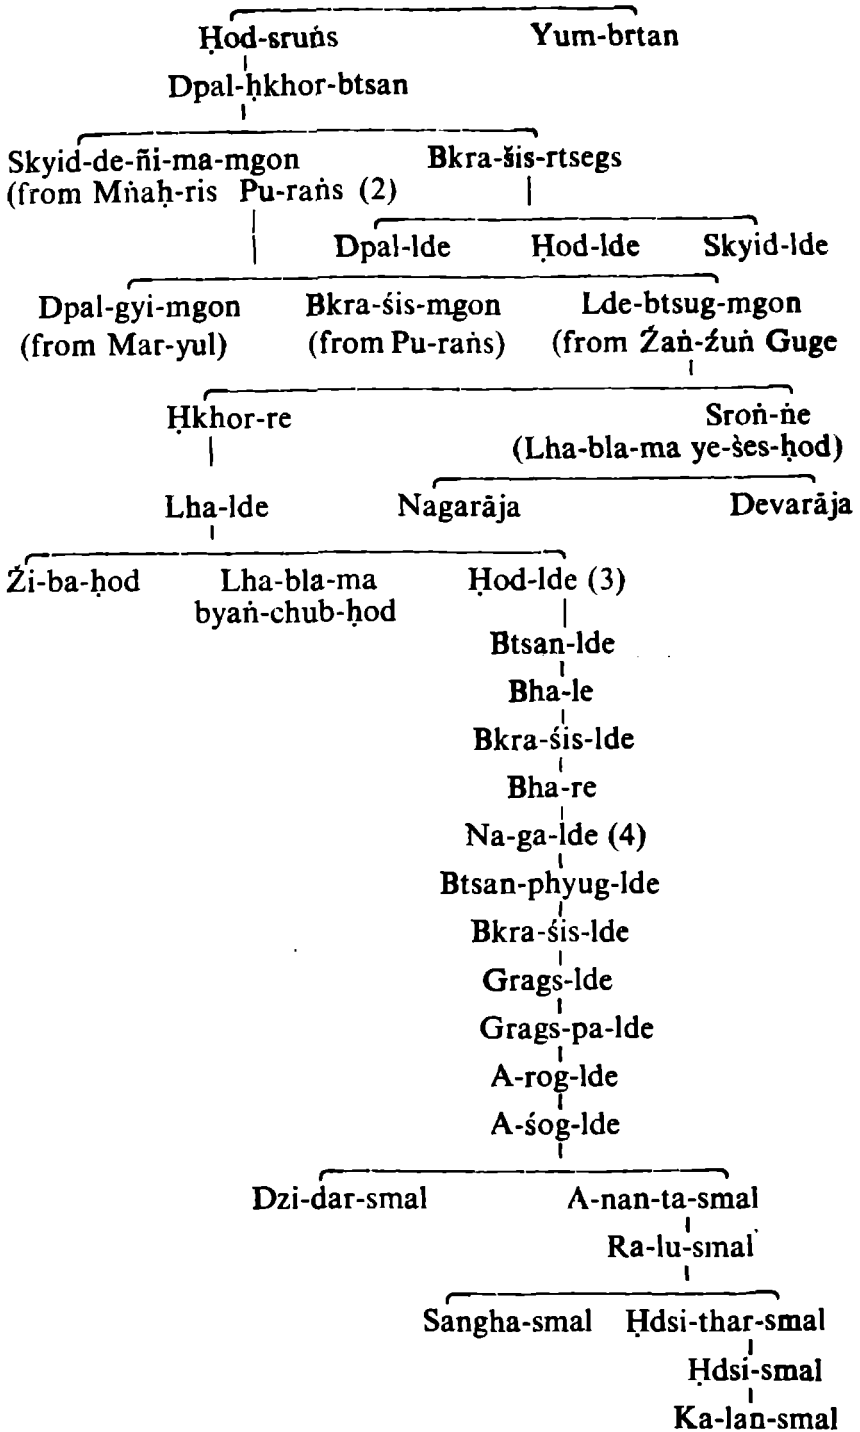 Ḥod-sruṅs Yum-brtan
Dpal-ḥkhor-btsan
Skyid-de-ñi-ma-mgon Bkra-šis-rtsegs
(from Mṅaḥ-ris Pu-raṅs (2)
Dpal-lde Ḥod-lde Skyid-lde
Dpal-gyi-mgon Bkra-śis-mgon Lde-btsug-mgon
(from Mar-yul) (from Pu-raṅs) (from Źaṅ-źuṅ Guge
Ḥkhor-re Sroṅ-ṅe
(Lha-bla-ma ye-śes-ḥod)
Lha-lde Nagarāja Devarāja
Ži-ba-ḥod Lha-bla-ma Ḥod-lde (3)
byaṅ-chub-ḥod
Btsan-lde
Bha-le
Bkra-śis-lde
Bha-re
Na-ga-lde (4)
Btsan-phyug-lde
Bkra-śis-lde
Grags-lde
Grags-pa-lde
A-rog-lde
A-śog-lde
Dzi-dar-smal A-nan-ta-smal
Ra-lu-smal
Sangha-smal Ḥdsi-thar-smal
Ḥdsi-smal
Ka-lan-smal